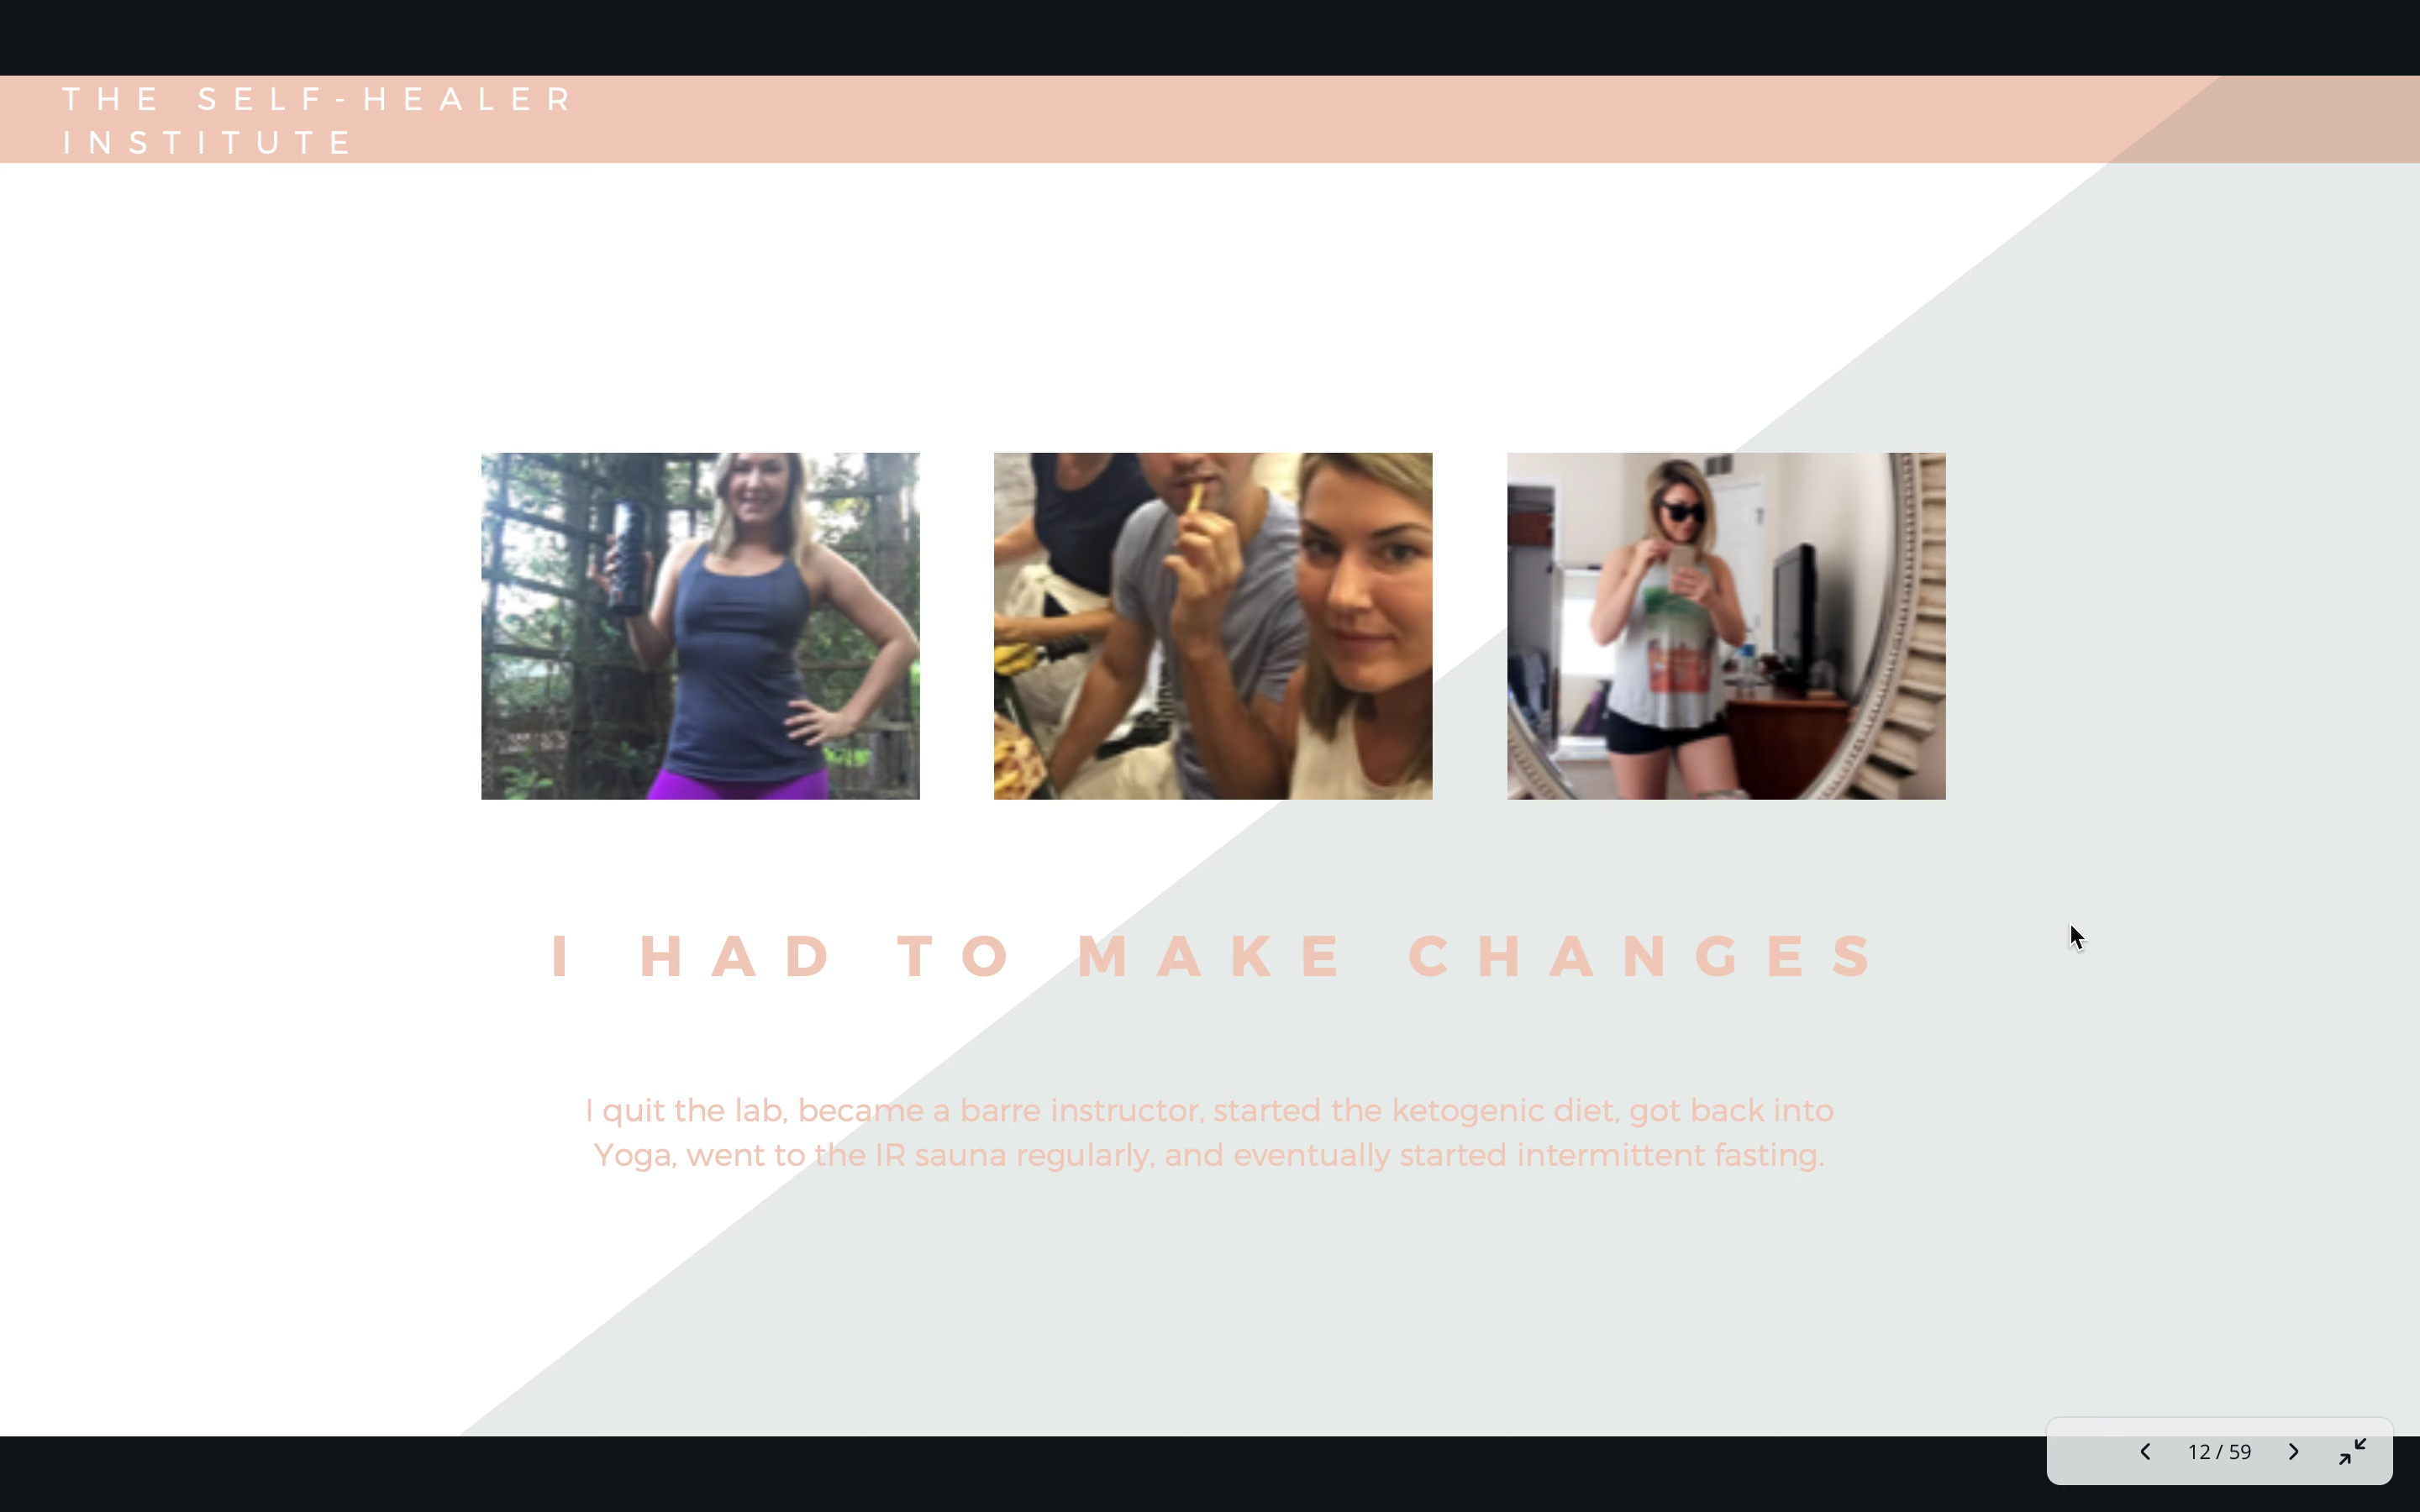 THE SELF-HEALER
INSTITUTE
I HAD TO MAKE CHANGES
I quit the lab, became a barre instructor, started the ketogenic diet, got back into
Yoga, went to the IR sauna regularly, and eventually started intermittent fasting.
12 / 59